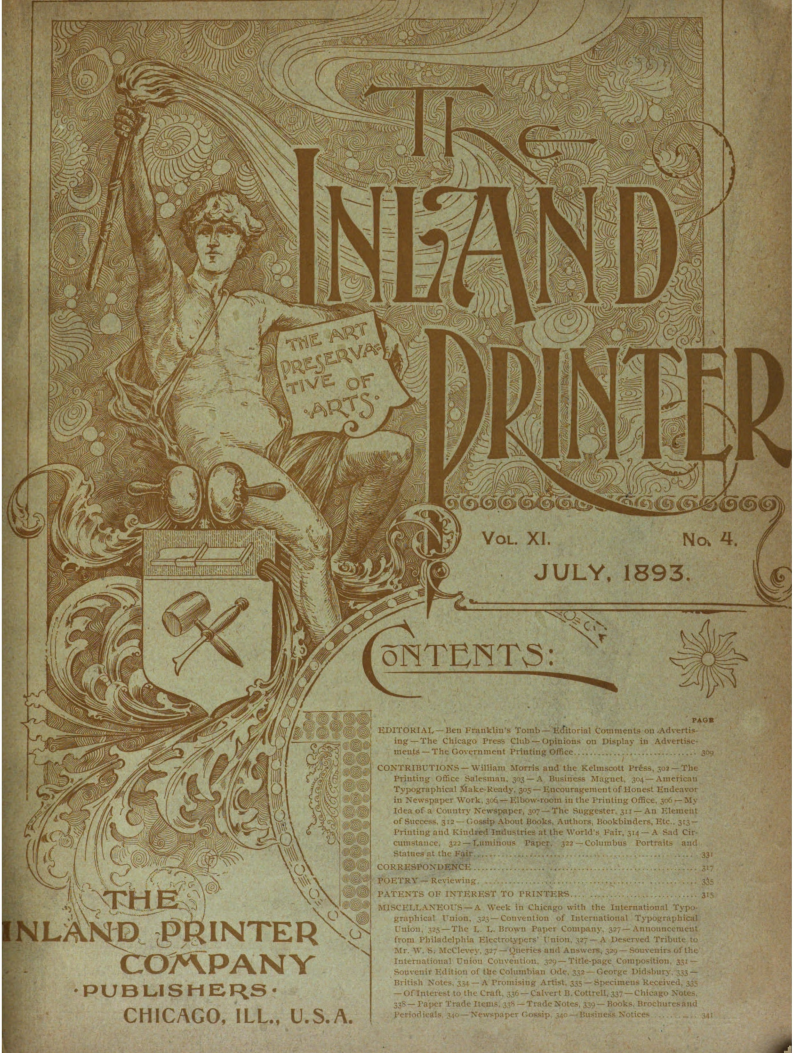 The
INLAND
PRINTER
THE ART
PRESERVA-
TIVE OF
·ARTS·
VOL. XI. No. 4.
JULY, 1893.
CONTENTS:
PAGE
EDITORIAL—Ben Franklin's Tomb—Editorial Comments on Advertis-
ing—The Chicago Press Club—Opinions on Display in Advertise-
ments—The Government Printing Office 309
CONTRIBUTIONS—William Morris and the Kelmscott Press, 301—The
Printing Office Salesman, 303—A Business Magnet, 304—American
Typographical Make-Ready, 305—Encouragement of Honest Endeavor
in Newspaper Work, 306—Elbow-room in the Printing Office, 306—My
Idea of a Country Newspaper, 307—The Suggester, 311—An Element
of Success, 312—Gossip About Books, Authors, Bookbinders, Etc., 313—
Printing and Kindred Industries at the World's Fair, 314—A Sad Cir-
cumstance, 322—Luminous Paper, 322—Columbus Portraits and
Statues at the Fair 331
CORRESPONDENCE 317
POETRY—Reviewing
PATENTS OF INTEREST TO PRINTERS 315
MISCELLANEOUS—A Week in Chicago with the International Typo-
graphical Union, 323—Convention of International Typographical
Union, 325—The L. L. Brown Paper Company, 327—Announcement
from Philadelphia Electrotypers' Union, 327—A Deserved Tribute to
Mr. W. S. McClevey, 327—Queries and Answers, 329—Souvenirs of the
International Union Convention, 329—Title-page Composition, 331—
Souvenir Edition of the Columbian Ode, 332—George Didsbury, 333—
British Notes, 334—A Promising Artist, 335—Specimens Received, 335
—Of Interest to the Craft, 336—Calvert B. Cottrell, 337—Chicago Notes,
338—Paper Trade Items, 338—Trade Notes, 339—Books, Brochures and
Periodicals, 340—Newspaper Gossip, 340—Business Notices 341
THE
INLAND PRINTER
COMPANY
·PUBLISHERS·
CHICAGO, ILL., U.S.A.